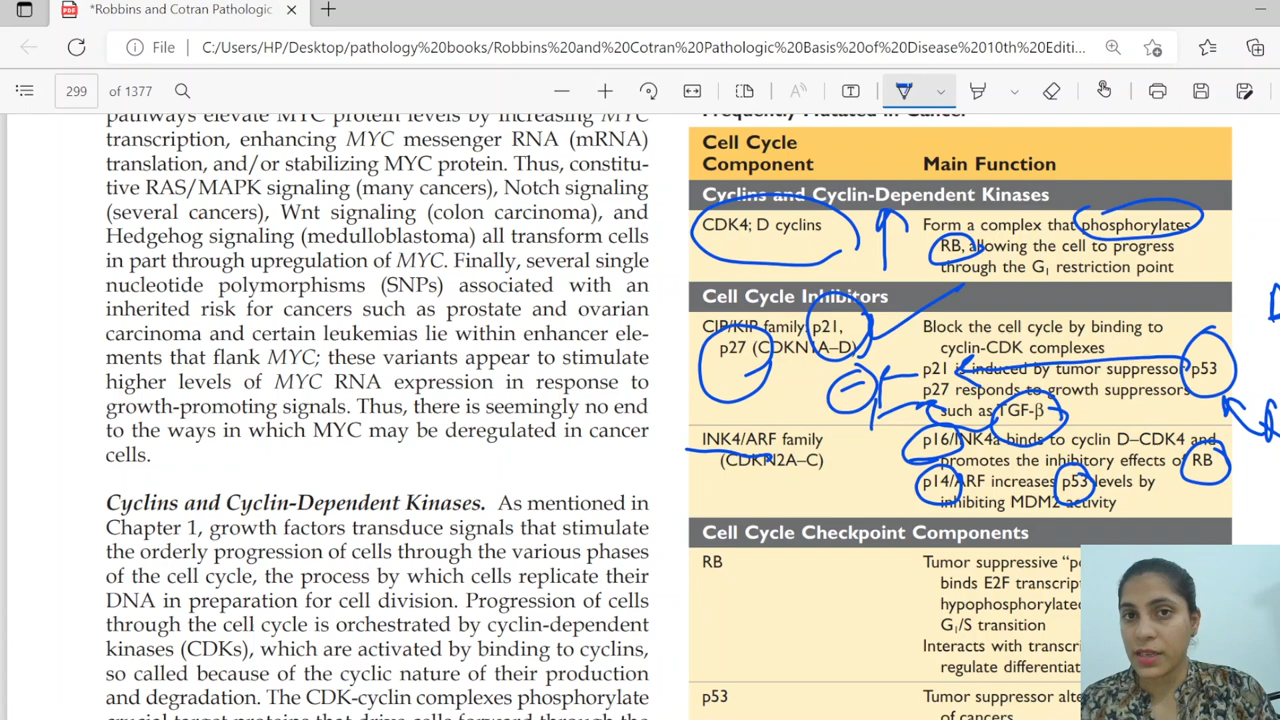 *Robbins and Cotran Pathologic
File
C:/Users/HP/Desktop/pathology%20books/Robbins%20and%20Cotran%20Pathologic%20Basis%20of%20Disease%2010th%20Editi...
299 of 1377
pathways elevate MYC protein levels by increasing MYC
transcription, enhancing MYC messenger RNA (mRNA)
translation, and/or stabilizing MYC protein. Thus, constitu-
tive RAS/MAPK signaling (many cancers), Notch signaling
(several cancers), Wnt signaling (colon carcinoma), and
Hedgehog signaling (medulloblastoma) all transform cells
in part through upregulation of MYC. Finally, several single
nucleotide polymorphisms (SNPs) associated with an
inherited risk for cancers such as prostate and ovarian
carcinoma and certain leukemias lie within enhancer ele-
ments that flank MYC; these variants appear to stimulate
higher levels of MYC RNA expression in response to
growth-promoting signals. Thus, there is seemingly no end
to the ways in which MYC may be deregulated in cancer
cells.
Cyclins and Cyclin-Dependent Kinases. As mentioned in
Chapter 1, growth factors transduce signals that stimulate
the orderly progression of cells through the various phases
of the cell cycle, the process by which cells replicate their
DNA in preparation for cell division. Progression of cells
through the cell cycle is orchestrated by cyclin-dependent
kinases (CDKs), which are activated by binding to cyclins,
so called because of the cyclic nature of their production
and degradation. The CDK-cyclin complexes phosphorylate
crucial target proteins that drive cells forward through the
Frequently Mutated in Cancer
Cell Cycle
Component
Main Function
Cyclins and Cyclin-Dependent Kinases
CDK4; D cyclins
Form a complex that phosphorylates
RB, allowing the cell to progress
through the G₁ restriction point
Cell Cycle Inhibitors
CIP/KIP family: p21,
p27 (CDKN1A–D)
Block the cell cycle by binding to
cyclin-CDK complexes
p21 is induced by tumor suppressor p53
p27 responds to growth suppressors
such as TGF-β
INK4/ARF family
(CDKN2A–C)
p16/INK4a binds to cyclin D–CDK4 and
promotes the inhibitory effects of RB
p14/ARF increases p53 levels by
inhibiting MDM2 activity
Cell Cycle Checkpoint Components
RB
Tumor suppressive
binds E2F
hypophosphorylated
G₁/S transition
Interacts with
regulate
p53
Tumor suppressor
of cancers